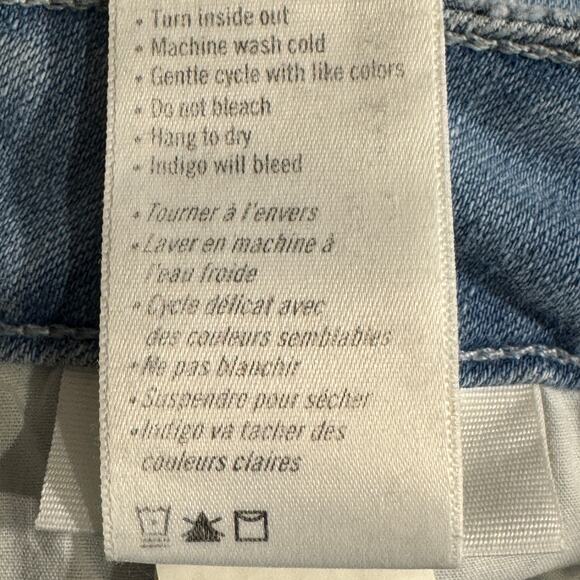 • Turn inside out
• Machine wash cold
• Gentle cycle with like colors
• Do not bleach
• Hang to dry
• Indigo will bleed
• Tourner à l'envers
• Laver en machine à
l'eau froide
• Cycle délicat avec
des couleurs semblables
• Ne pas blanchir
• Suspendre pour sécher
• Indigo va tacher des
couleurs claires